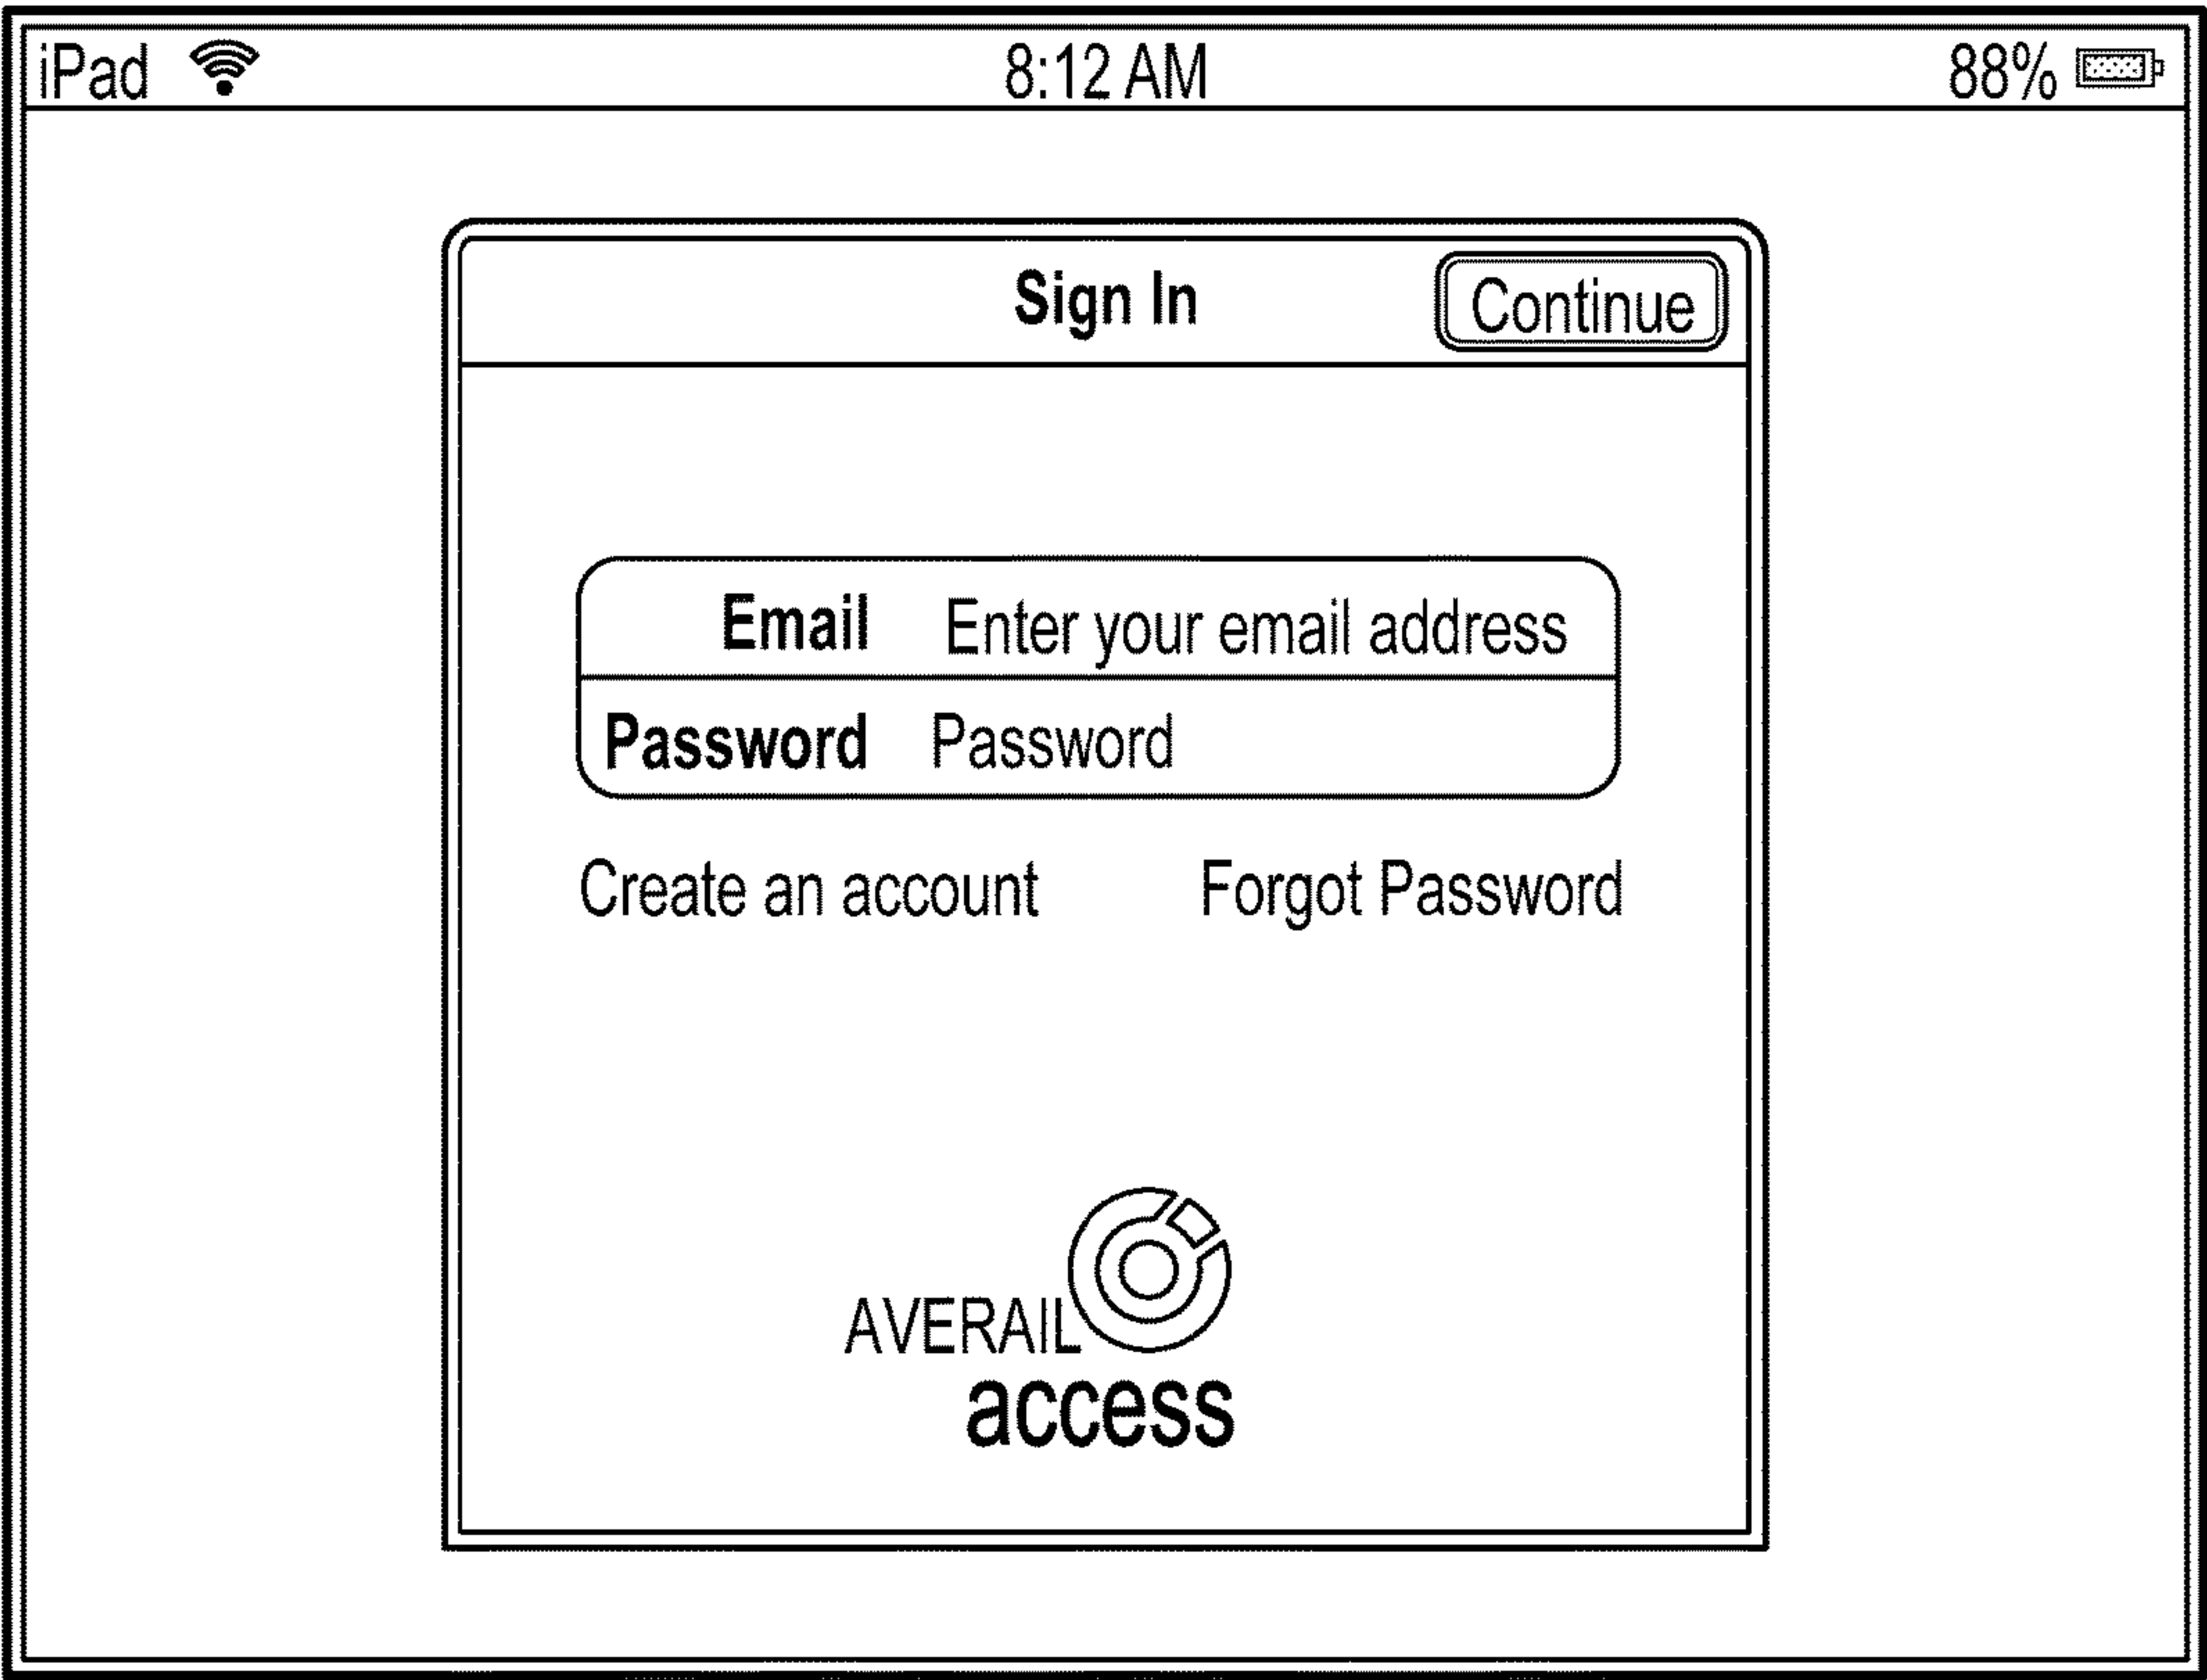 iPad 8:12 AM 88%
Sign In Continue
Email Enter your email address
Password Password
Create an account Forgot Password
AVERAIL
access